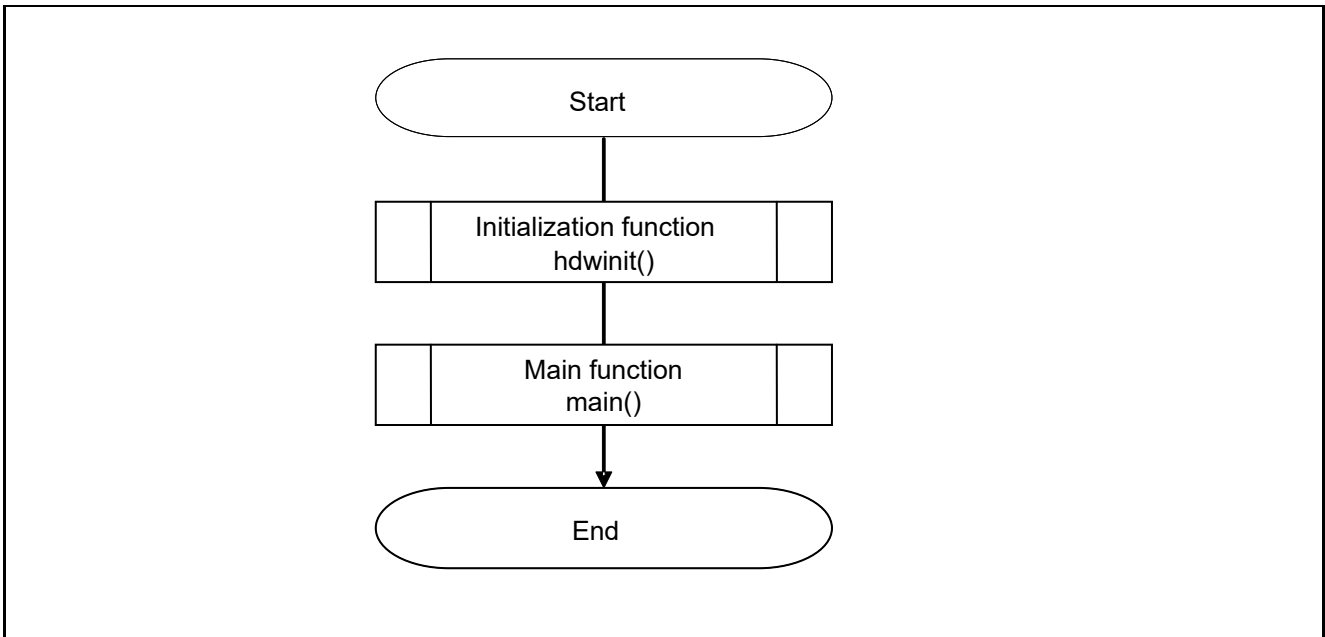 Start
Initialization function
hdwinit()
Main function
main()
End